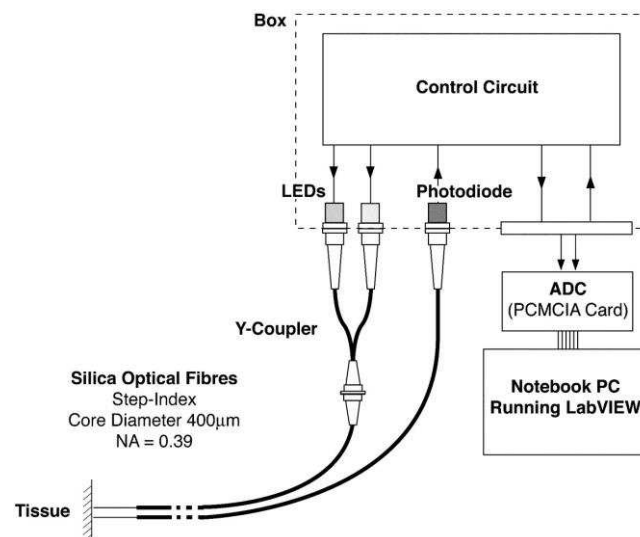 Box
Control Circuit
LEDs
Photodiode
ADC
(PCMCIA Card)
Y-Coupler
Silica Optical Fibres
Step-Index
Core Diameter 400μm
NA = 0.39
Notebook PC
Running LabVIEW
Tissue